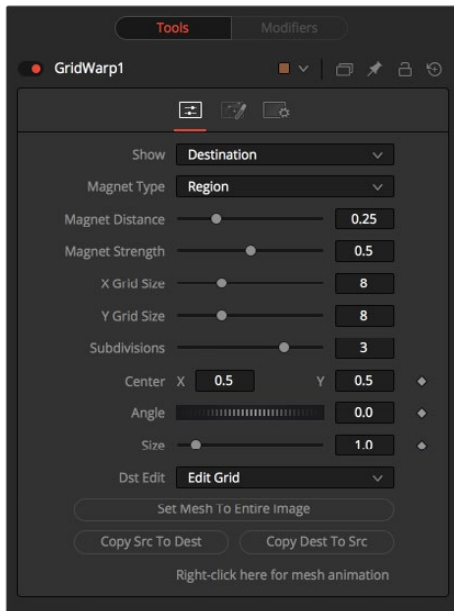 Tools Modifiers
GridWarp1
Show Destination
Magnet Type Region
Magnet Distance 0.25
Magnet Strength 0.5
X Grid Size 8
Y Grid Size 8
Subdivisions 3
Center X 0.5 Y 0.5
Angle 0.0
Size 1.0
Dst Edit Edit Grid
Set Mesh To Entire Image
Copy Src To Dest Copy Dest To Src
Right-click here for mesh animation